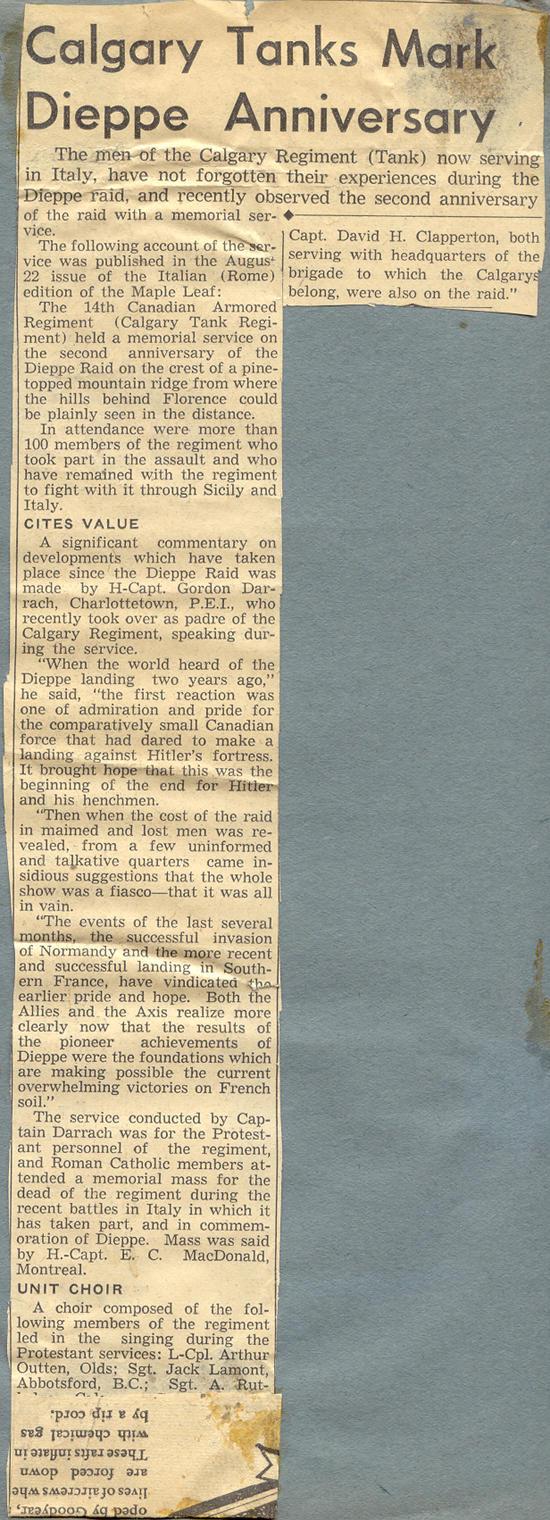 Calgary Tanks Mark
Dieppe Anniversary
The men of the Calgary Regiment (Tank) now serving
in Italy, have not forgotten their experiences during the
Dieppe raid, and recently observed the second anniversary
of the raid with a memorial ser-
vice.
The following account of the ser-
vice was published in the August
22 issue of the Italian (Rome)
edition of the Maple Leaf:
The 14th Canadian Armored
Regiment (Calgary Tank Regi-
ment) held a memorial service on
the second anniversary of the
Dieppe Raid on the crest of a pine-
topped mountain ridge from where
the hills behind Florence could
be plainly seen in the distance.
In attendance were more than
100 members of the regiment who
took part in the assault and who
have remained with the regiment
to fight with it through Sicily and
Italy.
CITES VALUE
A significant commentary on
developments which have taken
place since the Dieppe Raid was
made by H-Capt. Gordon Dar-
rach, Charlottetown, P.E.I., who
recently took over as padre of the
Calgary Regiment, speaking dur-
ing the service.
"When the world heard of the
Dieppe landing two years ago,"
he said, "the first reaction was
one of admiration and pride for
the comparatively small Canadian
force that had dared to make a
landing against Hitler's fortress.
It brought hope that this was the
beginning of the end for Hitler
and his henchmen.
"Then when the cost of the raid
in maimed and lost men was re-
vealed, from a few uninformed
and talkative quarters came in-
sidious suggestions that the whole
show was a fiasco—that it was all
in vain.
"The events of the last several
months, the successful invasion
of Normandy and the more recent
and successful landing in South-
ern France, have vindicated the
earlier pride and hope. Both the
Allies and the Axis realize more
clearly now that the results of
the pioneer achievements of
Dieppe were the foundations which
are making possible the current
overwhelming victories on French
soil."
The service conducted by Cap-
tain Darrach was for the Protest-
ant personnel of the regiment,
and Roman Catholic members at-
tended a memorial mass for the
dead of the regiment during the
recent battles in Italy in which it
has taken part, and in commem-
oration of Dieppe. Mass was said
by H.-Capt. E. C. MacDonald,
Montreal.
UNIT CHOIR
A choir composed of the fol-
lowing members of the regiment
led in the singing during the
Protestant services: L-Cpl. Arthur
Outten, Olds; Sgt. Jack Lamont,
Abbotsford, B.C.; Sgt. A. Rut-
Capt. David H. Clapperton, both
serving with headquarters of the
brigade to which the Calgarys
belong, were also on the raid."
oped by Goodyear,
lives of aircrews who
are forced down
These rafts inflate in
with chemical gas
by a rip cord.